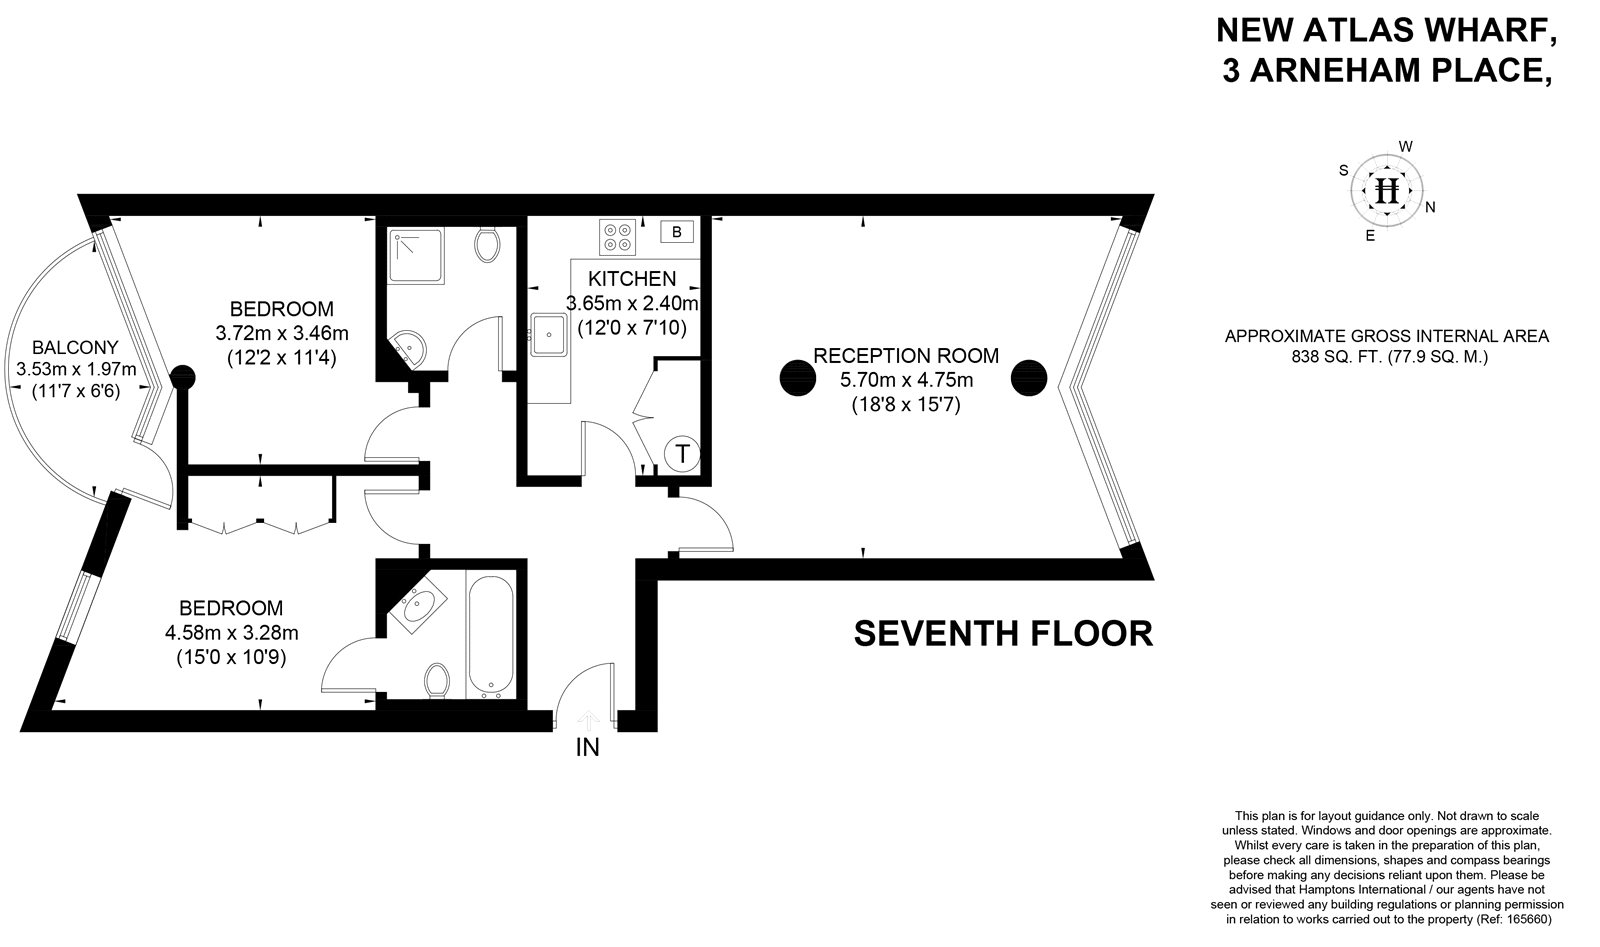 NEW ATLAS WHARF,
3 ARNEHAM PLACE,
W
S
H
N
E
APPROXIMATE GROSS INTERNAL AREA
838 SQ. FT. (77.9 SQ. M.)
BALCONY
3.53m x 1.97m
(11'7 x 6'6)
BEDROOM
3.72m x 3.46m
(12'2 x 11'4)
B
KITCHEN
3.65m x 2.40m
(12'0 x 7'10)
T
RECEPTION ROOM
5.70m x 4.75m
(18'8 x 15'7)
BEDROOM
4.58m x 3.28m
(15'0 x 10'9)
IN
SEVENTH FLOOR
This plan is for layout guidance only. Not drawn to scale
unless stated. Windows and door openings are approximate.
Whilst every care is taken in the preparation of this plan,
please check all dimensions, shapes and compass bearings
before making any decisions reliant upon them. Please be
advised that Hamptons International / our agents have not
seen or reviewed any building regulations or planning permission
in relation to works carried out to the property (Ref: 165660)